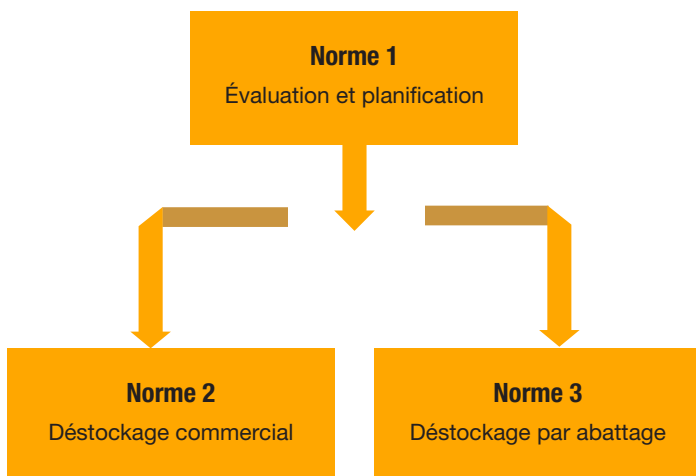 Norme 1
Évaluation et planification
Norme 2
Déstockage commercial
Norme 3
Déstockage par abattage